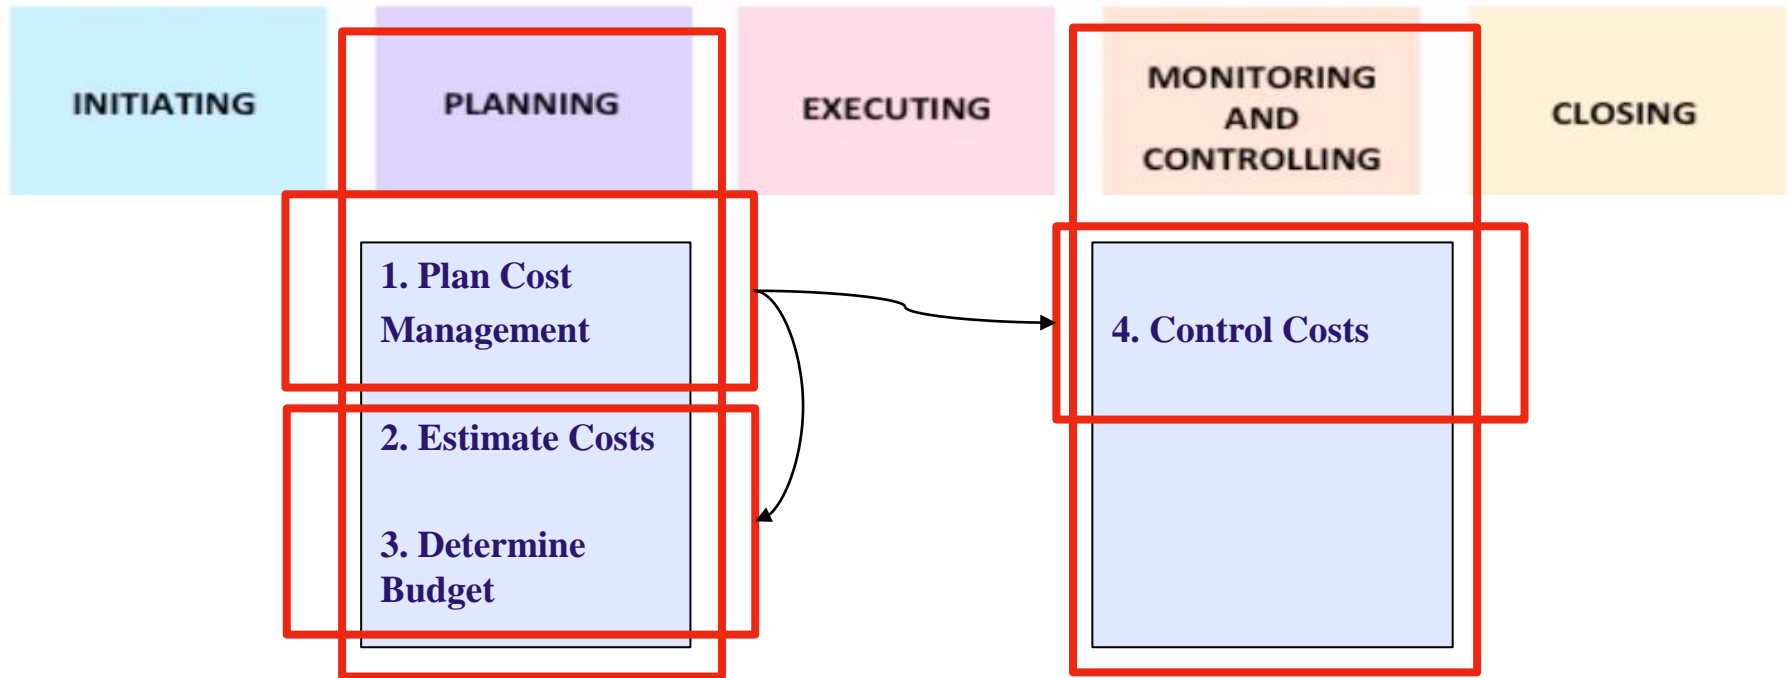 INITIATING
PLANNING
EXECUTING
MONITORING
AND
CONTROLLING
CLOSING
1. Plan Cost
Management
2. Estimate Costs
3. Determine
Budget
4. Control Costs